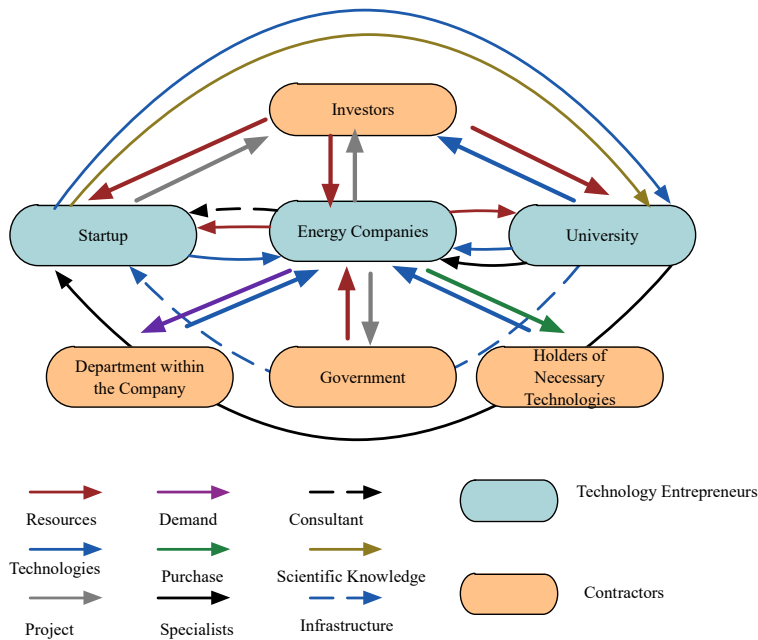 Investors
Startup
Energy Companies
University
Department within
the Company
Government
Holders of
Necessary
Technologies
Resources
Demand
Consultant
Technology Entrepreneurs
Technologies
Purchase
Scientific Knowledge
Contractors
Project
Specialists
Infrastructure